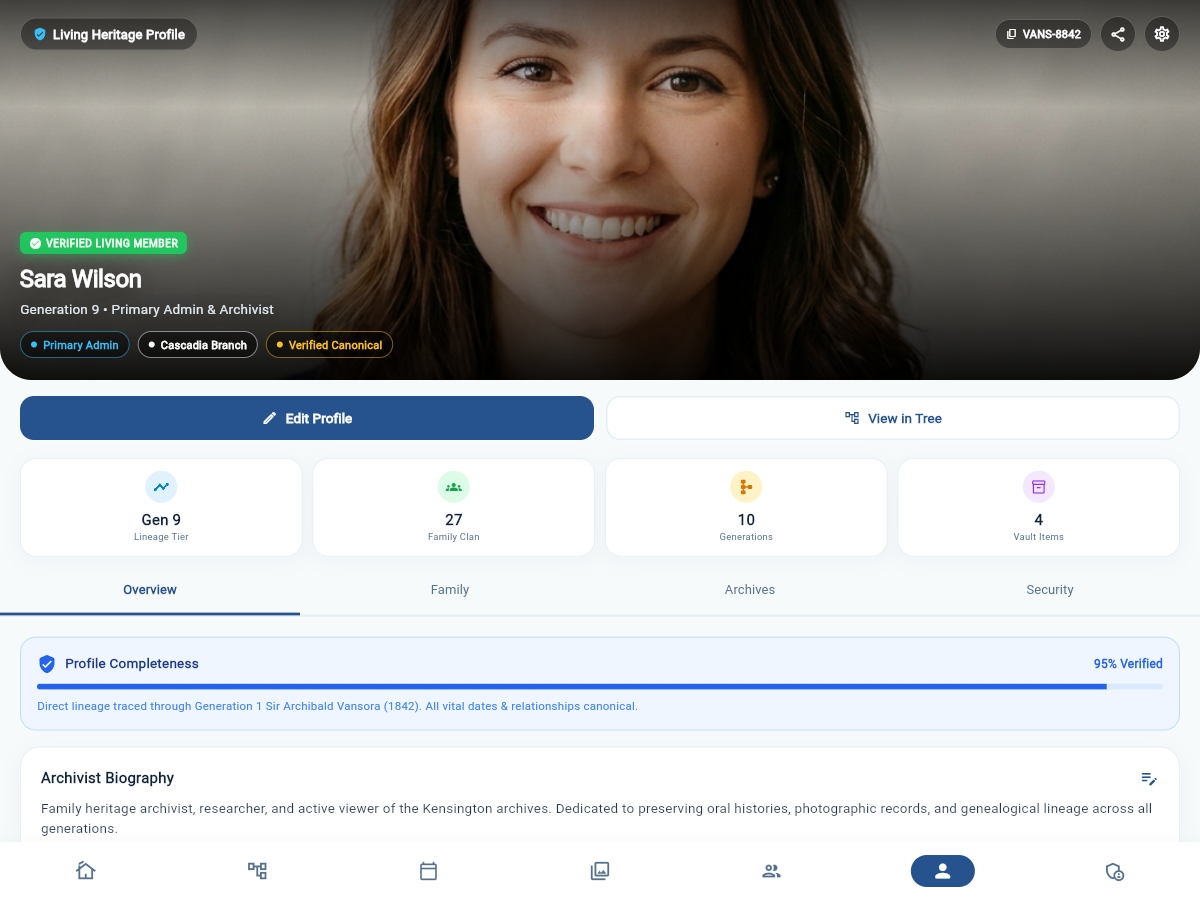 Living Heritage Profile
VANS-8842
VERIFIED LIVING MEMBER
Sara Wilson
Generation 9 • Primary Admin & Archivist
Primary Admin
Cascadia Branch
Verified Canonical
Edit Profile
View in Tree
Gen 9
Lineage Tier
27
Family Clan
10
Generations
4
Vault Items
Overview
Family
Archives
Security
Profile Completeness
95% Verified
Direct lineage traced through Generation 1 Sir Archibald Vansora (1842). All vital dates & relationships canonical.
Archivist Biography
Family heritage archivist, researcher, and active viewer of the Kensington archives. Dedicated to preserving oral histories, photographic records, and genealogical lineage across all
generations.